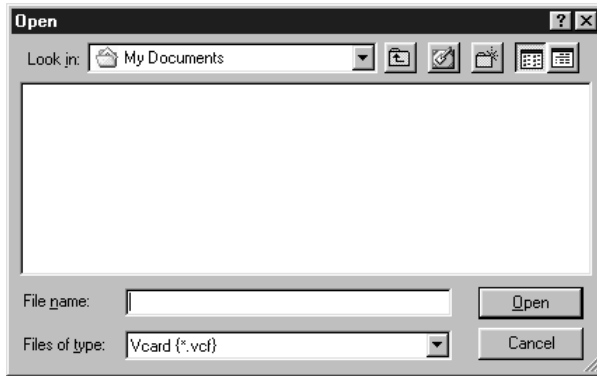 Open
Look in: My Documents
File name: Open
Files of type: Vcard {*.vcf} Cancel